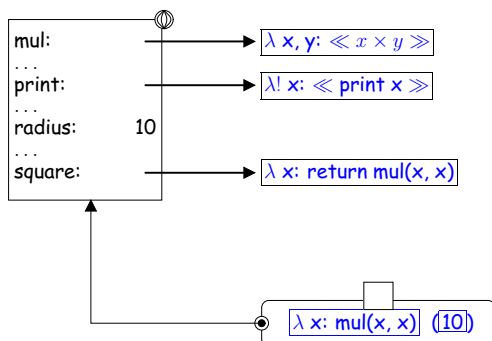 mul: λ x, y: ≪ x × y ≫
. . .
print: λ! x: ≪ print x ≫
. . .
radius: 10
. . .
square: λ x: return mul(x, x)
λ x: mul(x, x) (10)